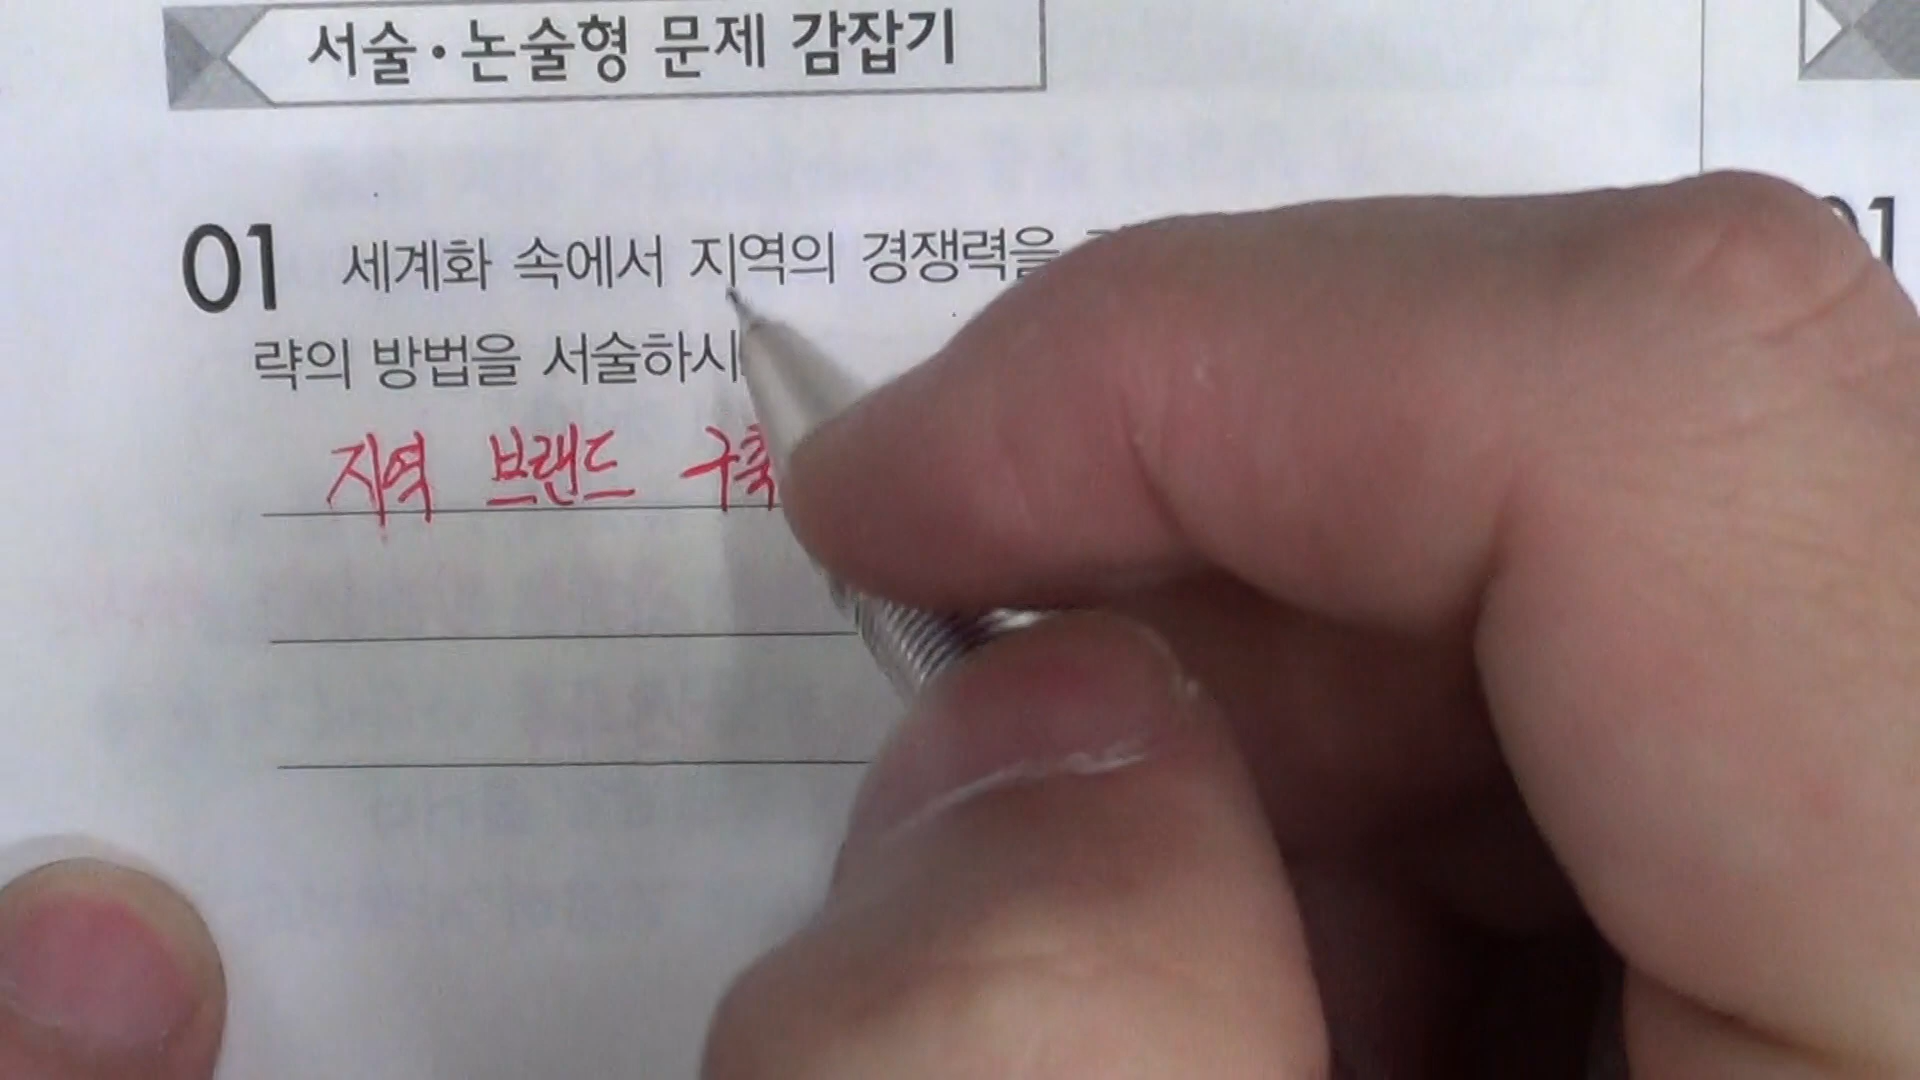 서술·논술형 문제 감잡기
01 세계화 속에서 지역의 경쟁력을
략의 방법을 서술하시
지역 브랜드 구축